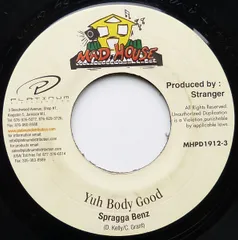 MAD HOUSE
PLATINUM
Produced by :
Stranger
All Rights Reserved.
Unauthorized Duplication
is a Violation punishable
by applicable laws
MHPD1912-3
Yuh Body Good
Spragga Benz
(D. Kelly/C. Grant)